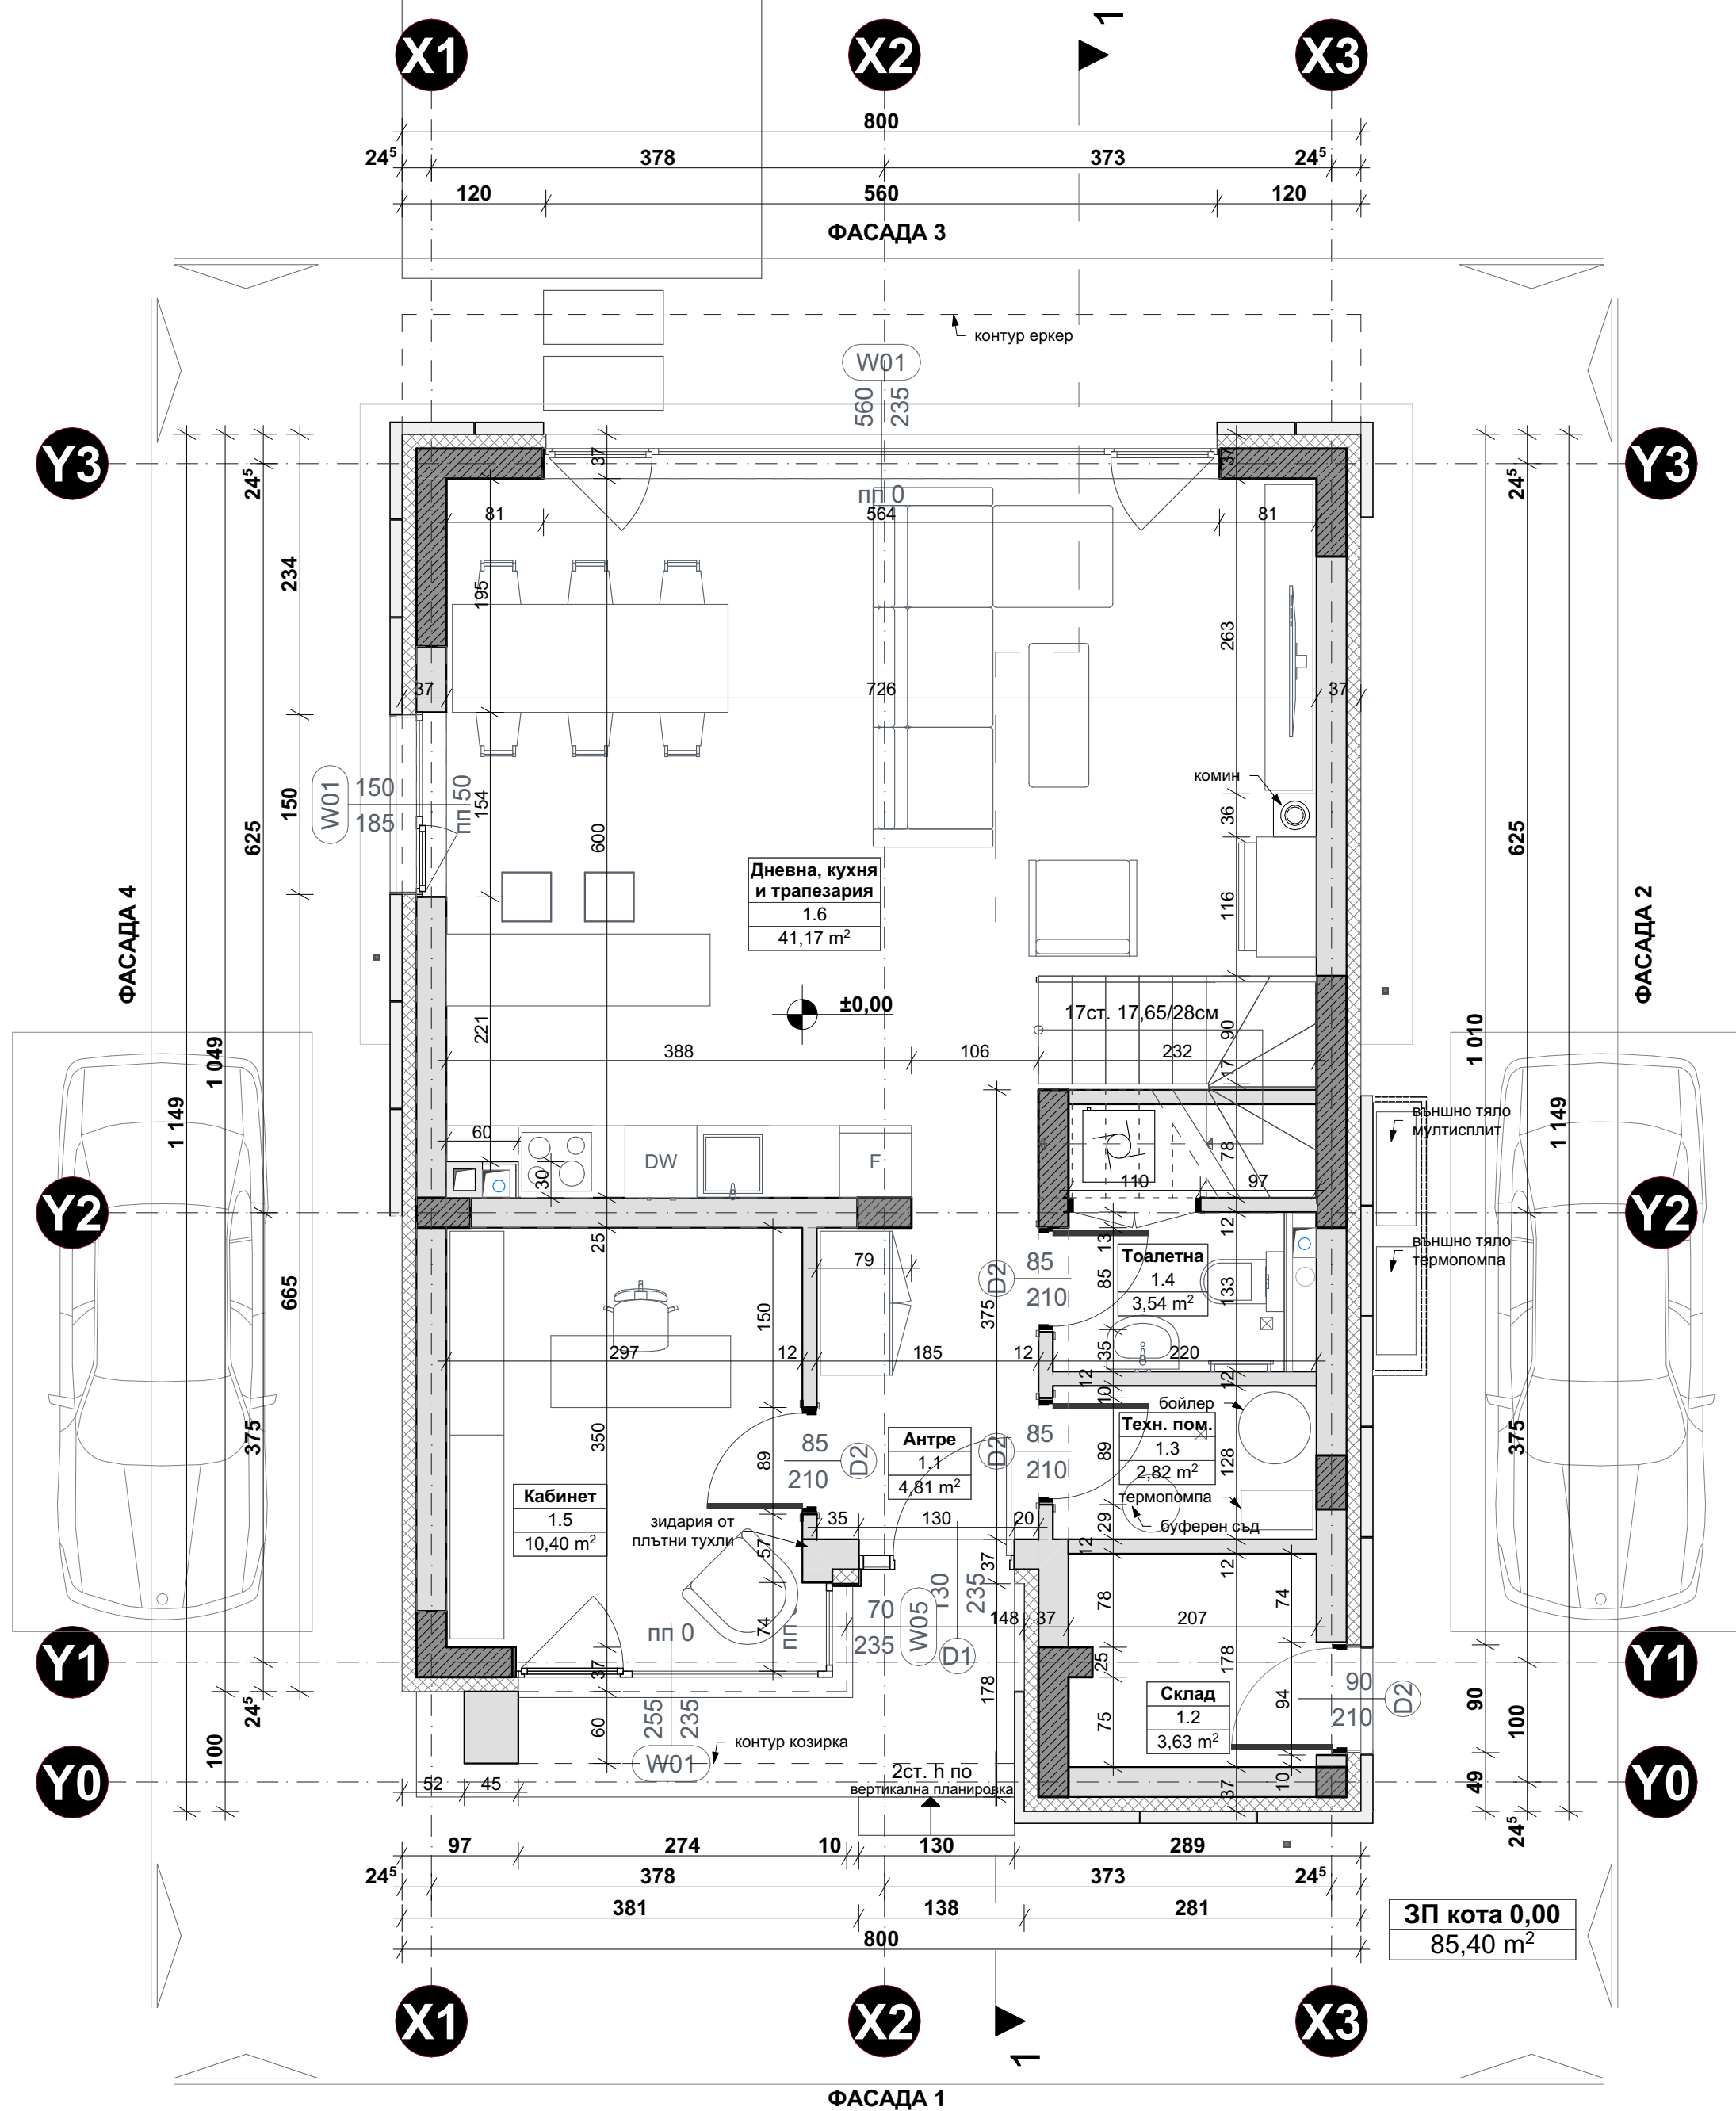 1
X1
X2
X3
800
24⁵
378
373
24⁵
120
560
120
ФАСАДА 3
контур еркер
W01
560
235
Y3
Y3
24⁵
37
37
24⁵
пп 0
81
564
81
234
195
263
37
726
37
комин
W01
150
185
пп 50
150
154
36
625
600
625
Дневна, кухня
и трапезария
1.6
41,17 m²
116
ФАСАДА 4
ФАСАДА 2
±0,00
17ст. 17,65/28см
221
90
1 049
1 010
388
106
232
17
1 149
1 149
външно тяло
мултисплит
60
DW
F
78
30
110
97
Y2
Y2
25
12
13
външно тяло
термопомпа
79
Тоалетна
1.4
3,54 m²
D2
85
210
85
133
665
150
375
297
12
185
12
35
220
12
12
10
бойлер
375
350
89
85
210
D2
Антре
1.1
4,81 m²
D2
85
210
Техн. пом.
1.3
2,82 m²
89
128
375
Кабинет
1.5
10,40 m²
термопомпа
буферен съд
зидария от
плътни тухли
35
130
20
29
57
37
12
12
130
235
70
235
W05
D1
148
37
78
74
207
пп 0
пп
74
Y1
Y1
37
25
178
178
Склад
1.2
3,63 m²
94
90
210
D2
24⁵
60
255
235
75
90
100
100
контур козирка
W01
Y0
Y0
52
45
2ст. h по
вертикална планировка
37
10
49
24⁵
97
274
10
130
289
24⁵
378
373
24⁵
381
138
281
800
ЗП кота 0,00
85,40 m²
X1
X2
X3
1
ФАСАДА 1